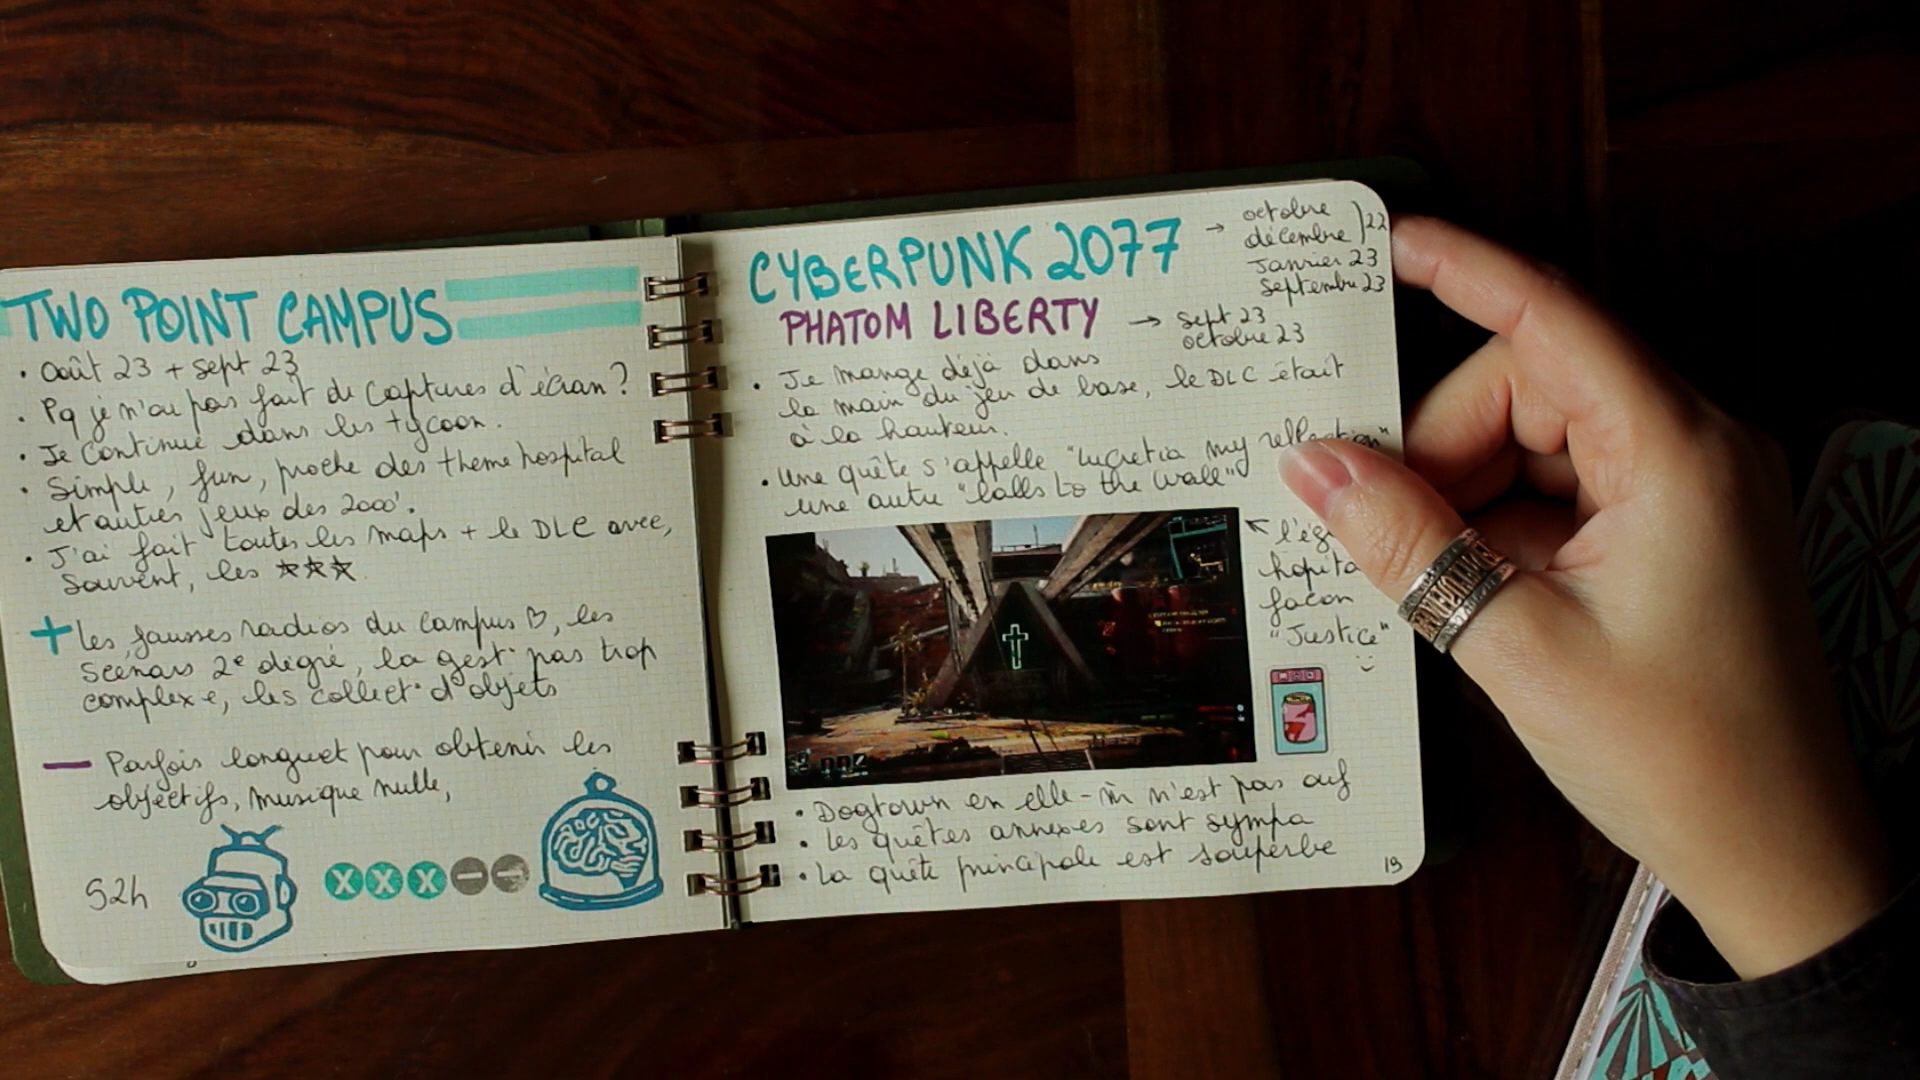 TWO POINT CAMPUS
• Août 23 + sept 23
• Pq je n'ai pas fait de captures d'écran ?
• Je continue dans les tycoon.
• Simple, fun, proche des theme hospital
et autres jeux des 2000'.
• J'ai fait toutes les maps + le DLC avec,
souvent, les ★★★
+ les fausses radios du campus ♡, les
scénars 2e degré, la gest° pas trop
complexe, les collect° d'objets
— Parfois longuet pour obtenir les
objectifs, musique nulle,
52h
X X X – –
CYBERPUNK 2077
→ octobre
décembre } 22
Janvier 23
Septembre 23
PHATOM LIBERTY
→ sept 23
octobre 23
• Je mange déjà dans
la main du jeu de base, le DLC était
à la hauteur.
• Une quête s'appelle "Lucretia my reflection"
une autre "balls to the wall"
façon
"Justice"
• Dogtown en elle-m̂ n'est pas ouf
• Les quêtes annexes sont sympa
• La quête principale est souperbe
19